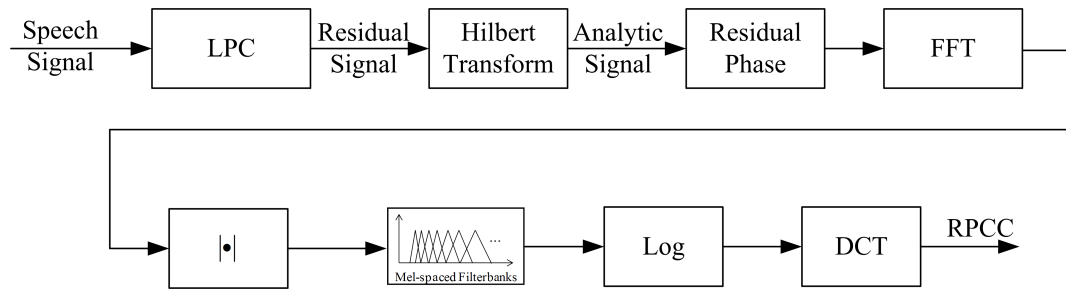 Speech
Signal
LPC
Residual
Signal
Hilbert
Transform
Analytic
Signal
Residual
Phase
FFT
|•|
...
Mel-spaced Filterbanks
Log
DCT
RPCC